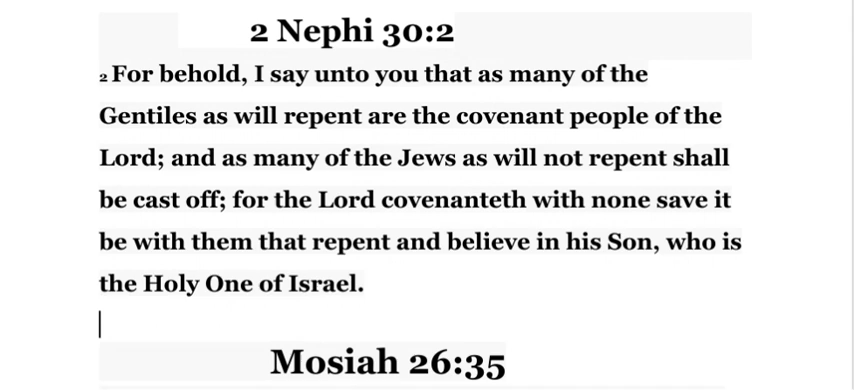 2 Nephi 30:2
2 For behold, I say unto you that as many of the
Gentiles as will repent are the covenant people of the
Lord; and as many of the Jews as will not repent shall
be cast off; for the Lord covenanteth with none save it
be with them that repent and believe in his Son, who is
the Holy One of Israel.
Mosiah 26:35